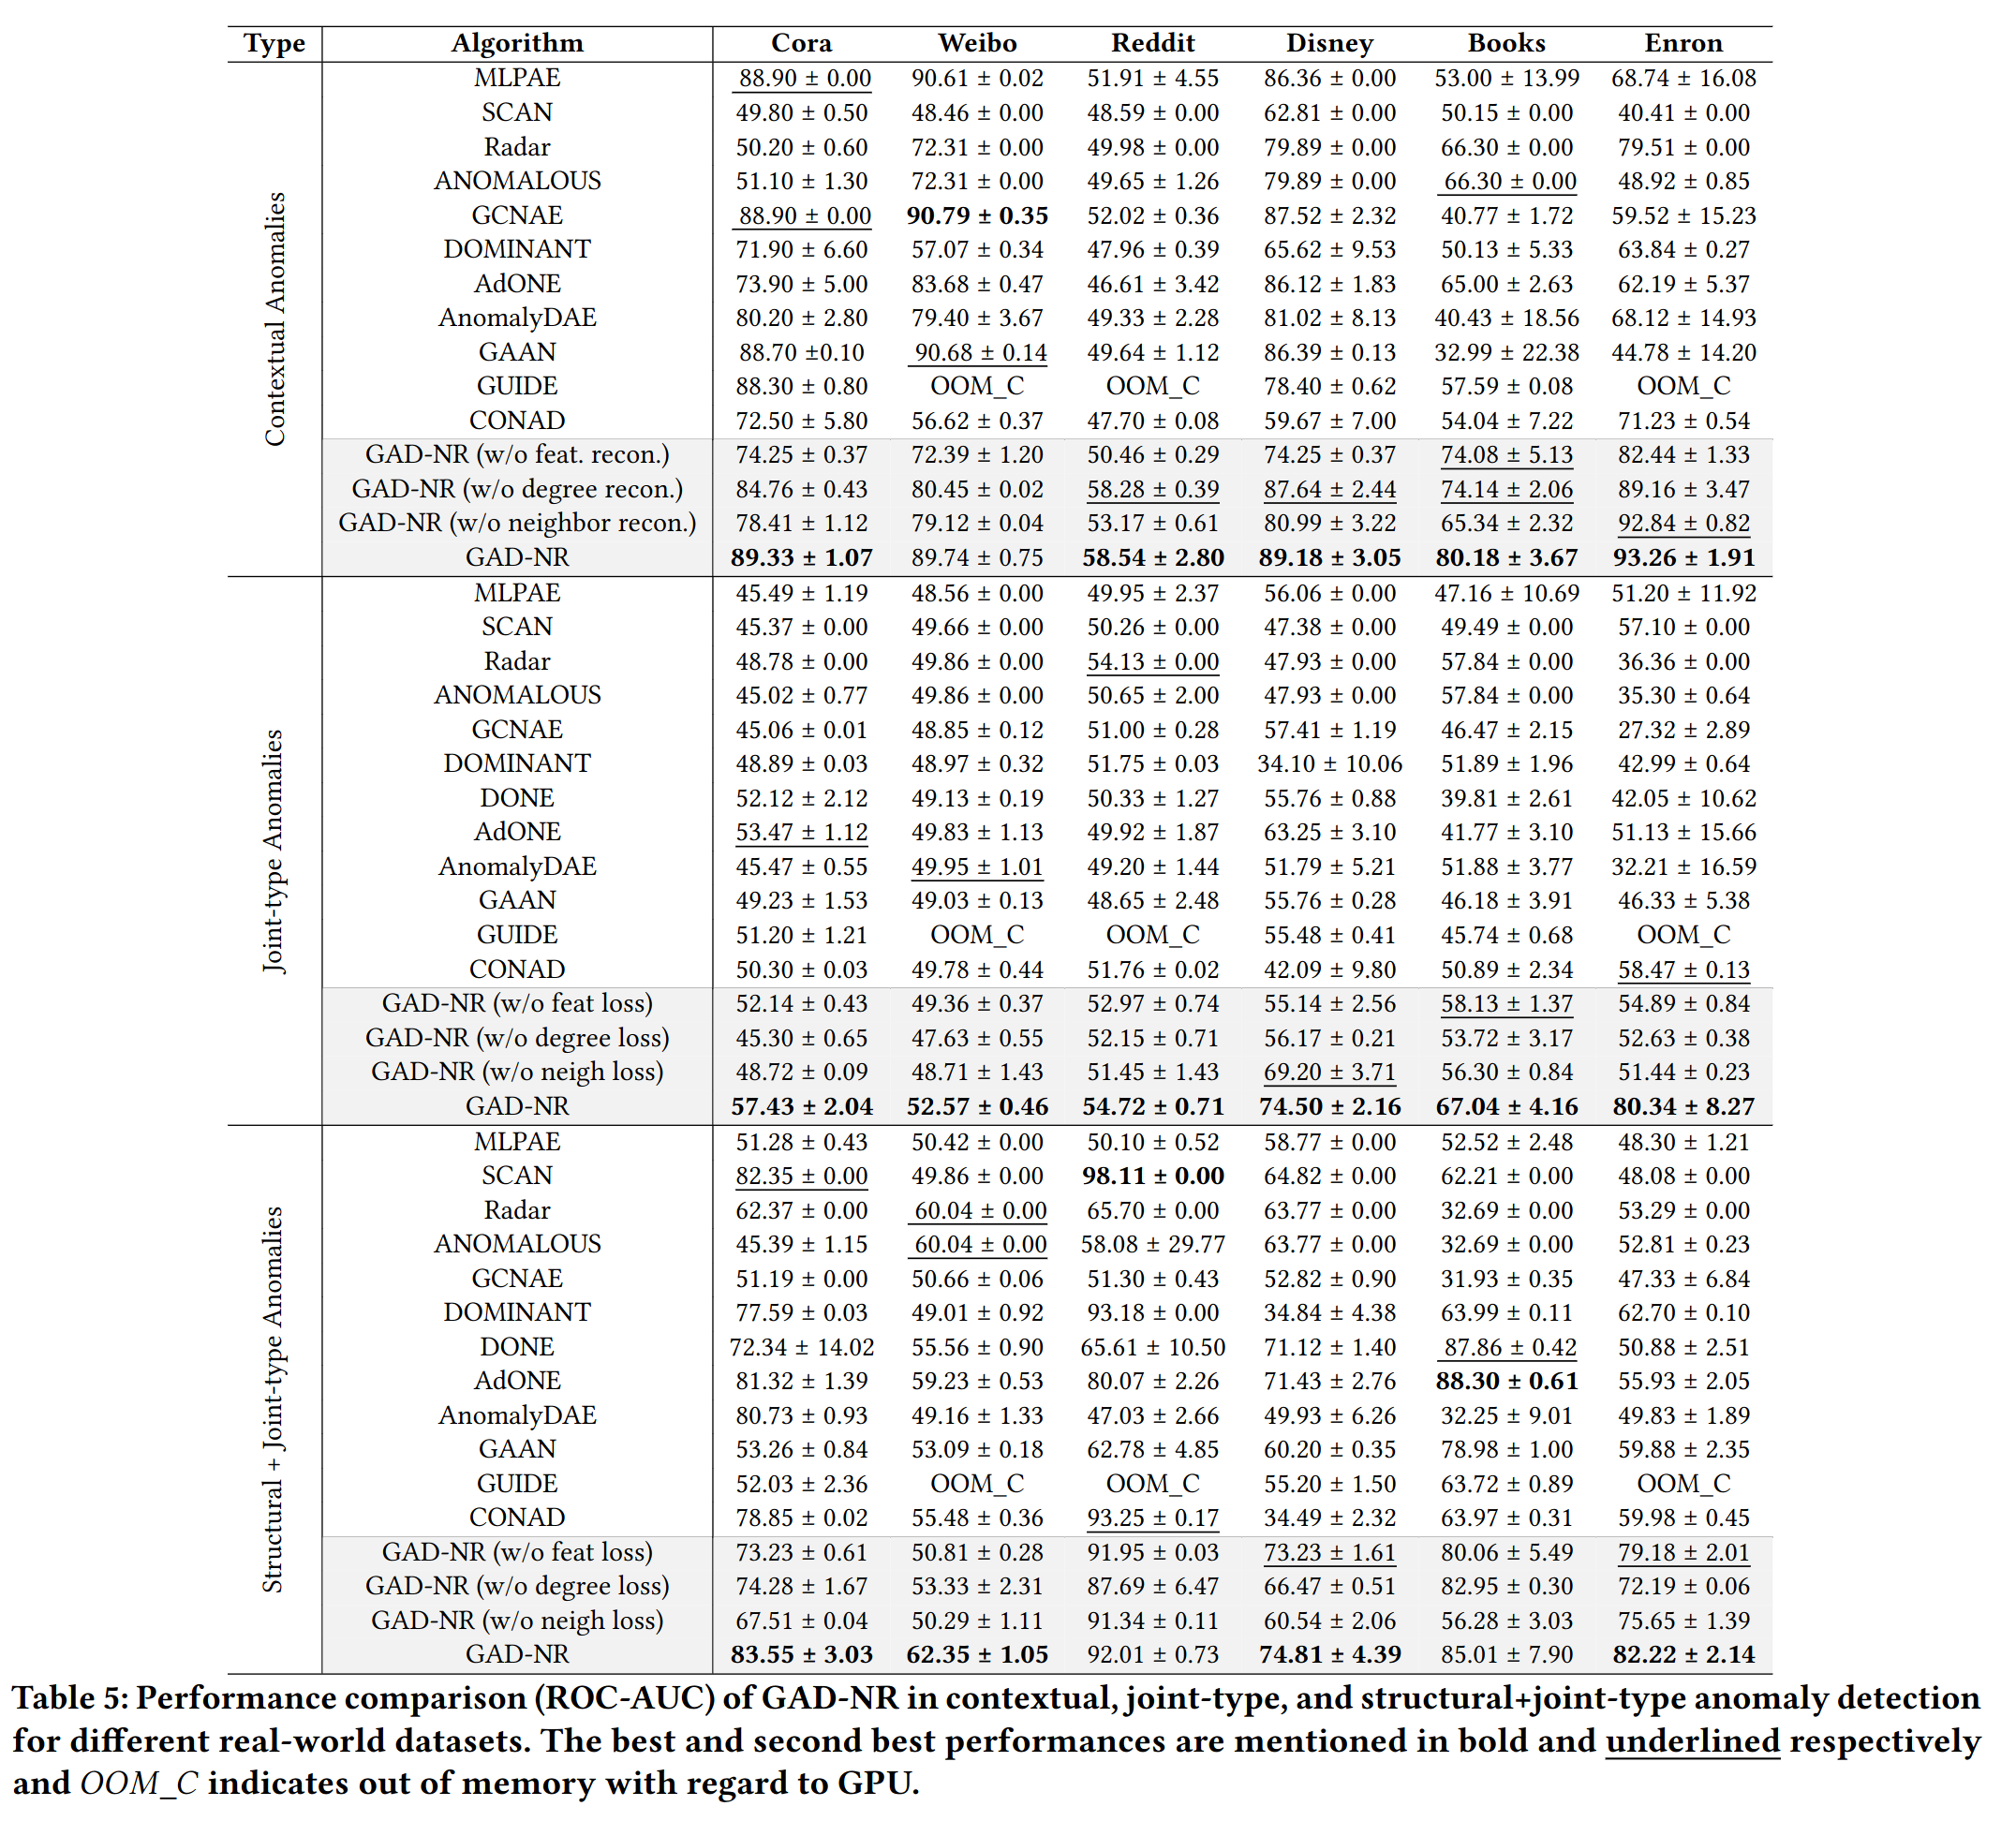 Type Algorithm Cora Weibo Reddit Disney Books Enron
Contextual Anomalies
MLPAE 88.90 ± 0.00 90.61 ± 0.02 51.91 ± 4.55 86.36 ± 0.00 53.00 ± 13.99 68.74 ± 16.08
SCAN 49.80 ± 0.50 48.46 ± 0.00 48.59 ± 0.00 62.81 ± 0.00 50.15 ± 0.00 40.41 ± 0.00
Radar 50.20 ± 0.60 72.31 ± 0.00 49.98 ± 0.00 79.89 ± 0.00 66.30 ± 0.00 79.51 ± 0.00
ANOMALOUS 51.10 ± 1.30 72.31 ± 0.00 49.65 ± 1.26 79.89 ± 0.00 66.30 ± 0.00 48.92 ± 0.85
GCNAE 88.90 ± 0.00 90.79 ± 0.35 52.02 ± 0.36 87.52 ± 2.32 40.77 ± 1.72 59.52 ± 15.23
DOMINANT 71.90 ± 6.60 57.07 ± 0.34 47.96 ± 0.39 65.62 ± 9.53 50.13 ± 5.33 63.84 ± 0.27
AdONE 73.90 ± 5.00 83.68 ± 0.47 46.61 ± 3.42 86.12 ± 1.83 65.00 ± 2.63 62.19 ± 5.37
AnomalyDAE 80.20 ± 2.80 79.40 ± 3.67 49.33 ± 2.28 81.02 ± 8.13 40.43 ± 18.56 68.12 ± 14.93
GAAN 88.70 ±0.10 90.68 ± 0.14 49.64 ± 1.12 86.39 ± 0.13 32.99 ± 22.38 44.78 ± 14.20
GUIDE 88.30 ± 0.80 OOM_C OOM_C 78.40 ± 0.62 57.59 ± 0.08 OOM_C
CONAD 72.50 ± 5.80 56.62 ± 0.37 47.70 ± 0.08 59.67 ± 7.00 54.04 ± 7.22 71.23 ± 0.54
GAD-NR (w/o feat. recon.) 74.25 ± 0.37 72.39 ± 1.20 50.46 ± 0.29 74.25 ± 0.37 74.08 ± 5.13 82.44 ± 1.33
GAD-NR (w/o degree recon.) 84.76 ± 0.43 80.45 ± 0.02 58.28 ± 0.39 87.64 ± 2.44 74.14 ± 2.06 89.16 ± 3.47
GAD-NR (w/o neighbor recon.) 78.41 ± 1.12 79.12 ± 0.04 53.17 ± 0.61 80.99 ± 3.22 65.34 ± 2.32 92.84 ± 0.82
GAD-NR 89.33 ± 1.07 89.74 ± 0.75 58.54 ± 2.80 89.18 ± 3.05 80.18 ± 3.67 93.26 ± 1.91
Joint-type Anomalies
MLPAE 45.49 ± 1.19 48.56 ± 0.00 49.95 ± 2.37 56.06 ± 0.00 47.16 ± 10.69 51.20 ± 11.92
SCAN 45.37 ± 0.00 49.66 ± 0.00 50.26 ± 0.00 47.38 ± 0.00 49.49 ± 0.00 57.10 ± 0.00
Radar 48.78 ± 0.00 49.86 ± 0.00 54.13 ± 0.00 47.93 ± 0.00 57.84 ± 0.00 36.36 ± 0.00
ANOMALOUS 45.02 ± 0.77 49.86 ± 0.00 50.65 ± 2.00 47.93 ± 0.00 57.84 ± 0.00 35.30 ± 0.64
GCNAE 45.06 ± 0.01 48.85 ± 0.12 51.00 ± 0.28 57.41 ± 1.19 46.47 ± 2.15 27.32 ± 2.89
DOMINANT 48.89 ± 0.03 48.97 ± 0.32 51.75 ± 0.03 34.10 ± 10.06 51.89 ± 1.96 42.99 ± 0.64
DONE 52.12 ± 2.12 49.13 ± 0.19 50.33 ± 1.27 55.76 ± 0.88 39.81 ± 2.61 42.05 ± 10.62
AdONE 53.47 ± 1.12 49.83 ± 1.13 49.92 ± 1.87 63.25 ± 3.10 41.77 ± 3.10 51.13 ± 15.66
AnomalyDAE 45.47 ± 0.55 49.95 ± 1.01 49.20 ± 1.44 51.79 ± 5.21 51.88 ± 3.77 32.21 ± 16.59
GAAN 49.23 ± 1.53 49.03 ± 0.13 48.65 ± 2.48 55.76 ± 0.28 46.18 ± 3.91 46.33 ± 5.38
GUIDE 51.20 ± 1.21 OOM_C OOM_C 55.48 ± 0.41 45.74 ± 0.68 OOM_C
CONAD 50.30 ± 0.03 49.78 ± 0.44 51.76 ± 0.02 42.09 ± 9.80 50.89 ± 2.34 58.47 ± 0.13
GAD-NR (w/o feat loss) 52.14 ± 0.43 49.36 ± 0.37 52.97 ± 0.74 55.14 ± 2.56 58.13 ± 1.37 54.89 ± 0.84
GAD-NR (w/o degree loss) 45.30 ± 0.65 47.63 ± 0.55 52.15 ± 0.71 56.17 ± 0.21 53.72 ± 3.17 52.63 ± 0.38
GAD-NR (w/o neigh loss) 48.72 ± 0.09 48.71 ± 1.43 51.45 ± 1.43 69.20 ± 3.71 56.30 ± 0.84 51.44 ± 0.23
GAD-NR 57.43 ± 2.04 52.57 ± 0.46 54.72 ± 0.71 74.50 ± 2.16 67.04 ± 4.16 80.34 ± 8.27
Structural + Joint-type Anomalies
MLPAE 51.28 ± 0.43 50.42 ± 0.00 50.10 ± 0.52 58.77 ± 0.00 52.52 ± 2.48 48.30 ± 1.21
SCAN 82.35 ± 0.00 49.86 ± 0.00 98.11 ± 0.00 64.82 ± 0.00 62.21 ± 0.00 48.08 ± 0.00
Radar 62.37 ± 0.00 60.04 ± 0.00 65.70 ± 0.00 63.77 ± 0.00 32.69 ± 0.00 53.29 ± 0.00
ANOMALOUS 45.39 ± 1.15 60.04 ± 0.00 58.08 ± 29.77 63.77 ± 0.00 32.69 ± 0.00 52.81 ± 0.23
GCNAE 51.19 ± 0.00 50.66 ± 0.06 51.30 ± 0.43 52.82 ± 0.90 31.93 ± 0.35 47.33 ± 6.84
DOMINANT 77.59 ± 0.03 49.01 ± 0.92 93.18 ± 0.00 34.84 ± 4.38 63.99 ± 0.11 62.70 ± 0.10
DONE 72.34 ± 14.02 55.56 ± 0.90 65.61 ± 10.50 71.12 ± 1.40 87.86 ± 0.42 50.88 ± 2.51
AdONE 81.32 ± 1.39 59.23 ± 0.53 80.07 ± 2.26 71.43 ± 2.76 88.30 ± 0.61 55.93 ± 2.05
AnomalyDAE 80.73 ± 0.93 49.16 ± 1.33 47.03 ± 2.66 49.93 ± 6.26 32.25 ± 9.01 49.83 ± 1.89
GAAN 53.26 ± 0.84 53.09 ± 0.18 62.78 ± 4.85 60.20 ± 0.35 78.98 ± 1.00 59.88 ± 2.35
GUIDE 52.03 ± 2.36 OOM_C OOM_C 55.20 ± 1.50 63.72 ± 0.89 OOM_C
CONAD 78.85 ± 0.02 55.48 ± 0.36 93.25 ± 0.17 34.49 ± 2.32 63.97 ± 0.31 59.98 ± 0.45
GAD-NR (w/o feat loss) 73.23 ± 0.61 50.81 ± 0.28 91.95 ± 0.03 73.23 ± 1.61 80.06 ± 5.49 79.18 ± 2.01
GAD-NR (w/o degree loss) 74.28 ± 1.67 53.33 ± 2.31 87.69 ± 6.47 66.47 ± 0.51 82.95 ± 0.30 72.19 ± 0.06
GAD-NR (w/o neigh loss) 67.51 ± 0.04 50.29 ± 1.11 91.34 ± 0.11 60.54 ± 2.06 56.28 ± 3.03 75.65 ± 1.39
GAD-NR 83.55 ± 3.03 62.35 ± 1.05 92.01 ± 0.73 74.81 ± 4.39 85.01 ± 7.90 82.22 ± 2.14
Table 5: Performance comparison (ROC-AUC) of GAD-NR in contextual, joint-type, and structural+joint-type anomaly detection
for different real-world datasets. The best and second best performances are mentioned in bold and underlined respectively
and OOM_C indicates out of memory with regard to GPU.